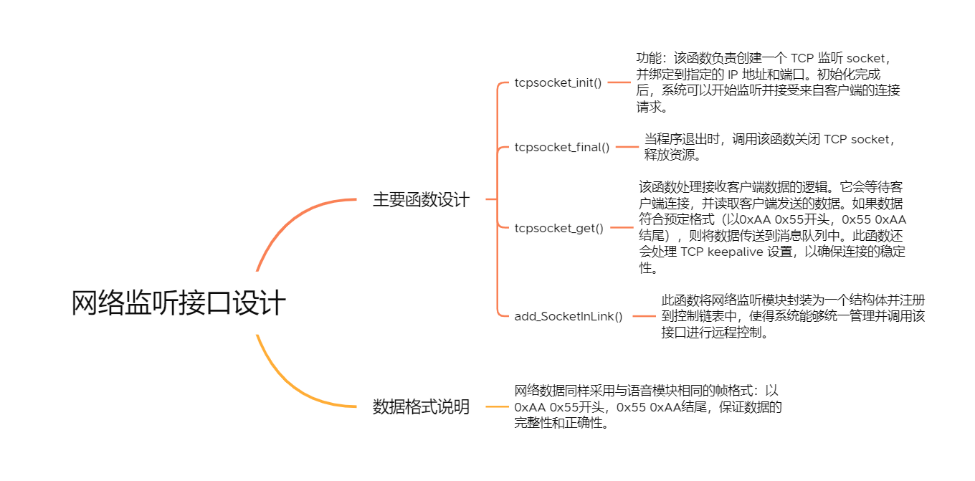 网络监听接口设计
主要函数设计
tcpsocket_init()
功能：该函数负责创建一个 TCP 监听 socket，
并绑定到指定的 IP 地址和端口。初始化完成
后，系统可以开始监听并接受来自客户端的连接
请求。
tcpsocket_final()
当程序退出时，调用该函数关闭 TCP socket，
释放资源。
tcpsocket_get()
该函数处理接收客户端数据的逻辑。它会等待客
户端连接，并读取客户端发送的数据。如果数据
符合预定格式（以0xAA 0x55开头，0x55 0xAA
结尾），则将数据传送到消息队列中。此函数还
会处理 TCP keepalive 设置，以确保连接的稳定
性。
add_SocketInLink()
此函数将网络监听模块封装为一个结构体并注册
到控制链表中，使得系统能够统一管理并调用该
接口进行远程控制。
数据格式说明
网络数据同样采用与语音模块相同的帧格式：以
0xAA 0x55开头，0x55 0xAA结尾，保证数据的
完整性和正确性。